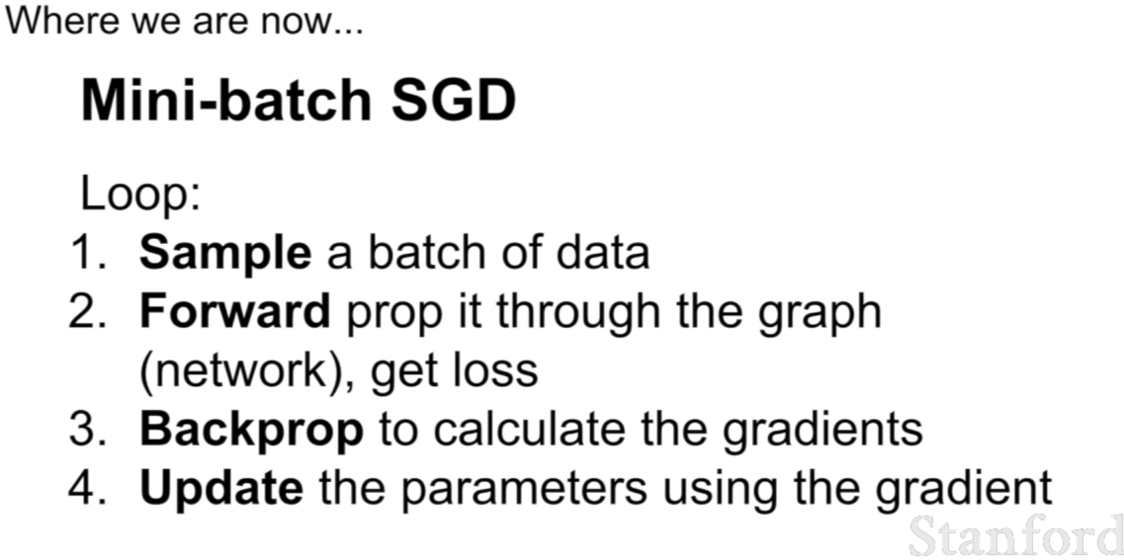 Where we are now...
Mini-batch SGD
Loop:
1. Sample a batch of data
2. Forward prop it through the graph
(network), get loss
3. Backprop to calculate the gradients
4. Update the parameters using the gradient
Stanford